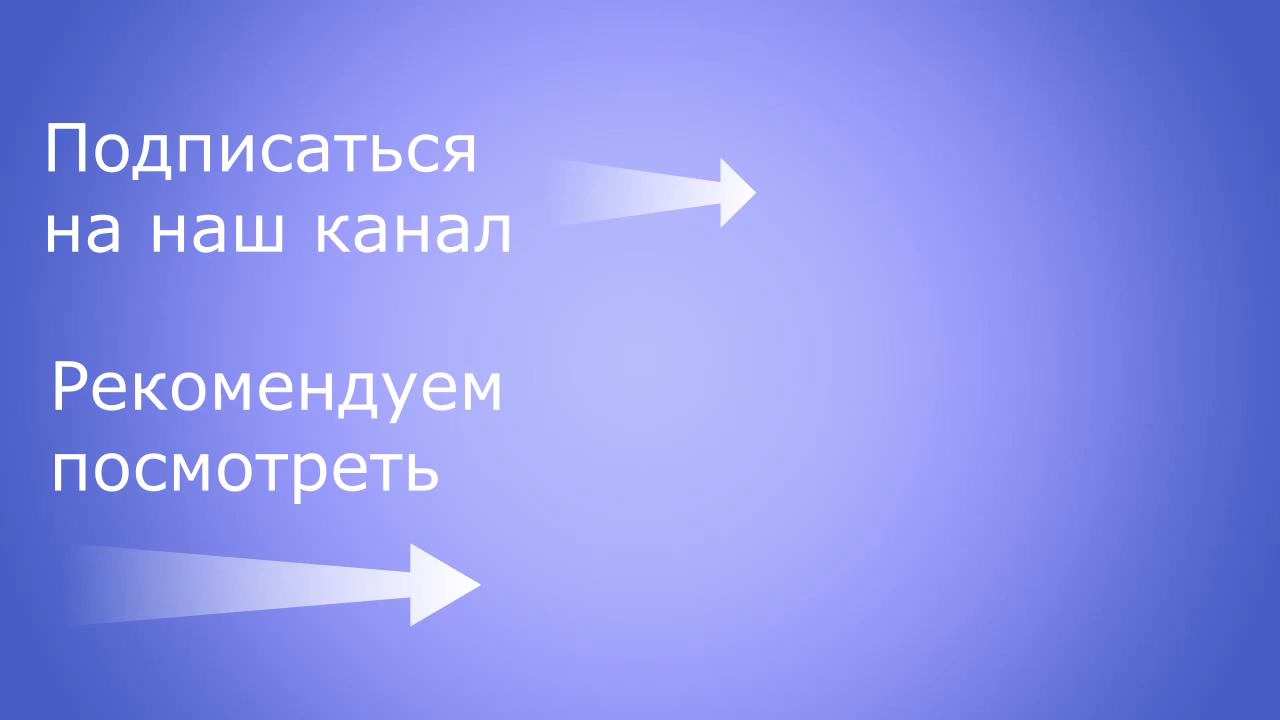 Подписаться
на наш канал
Рекомендуем
посмотреть